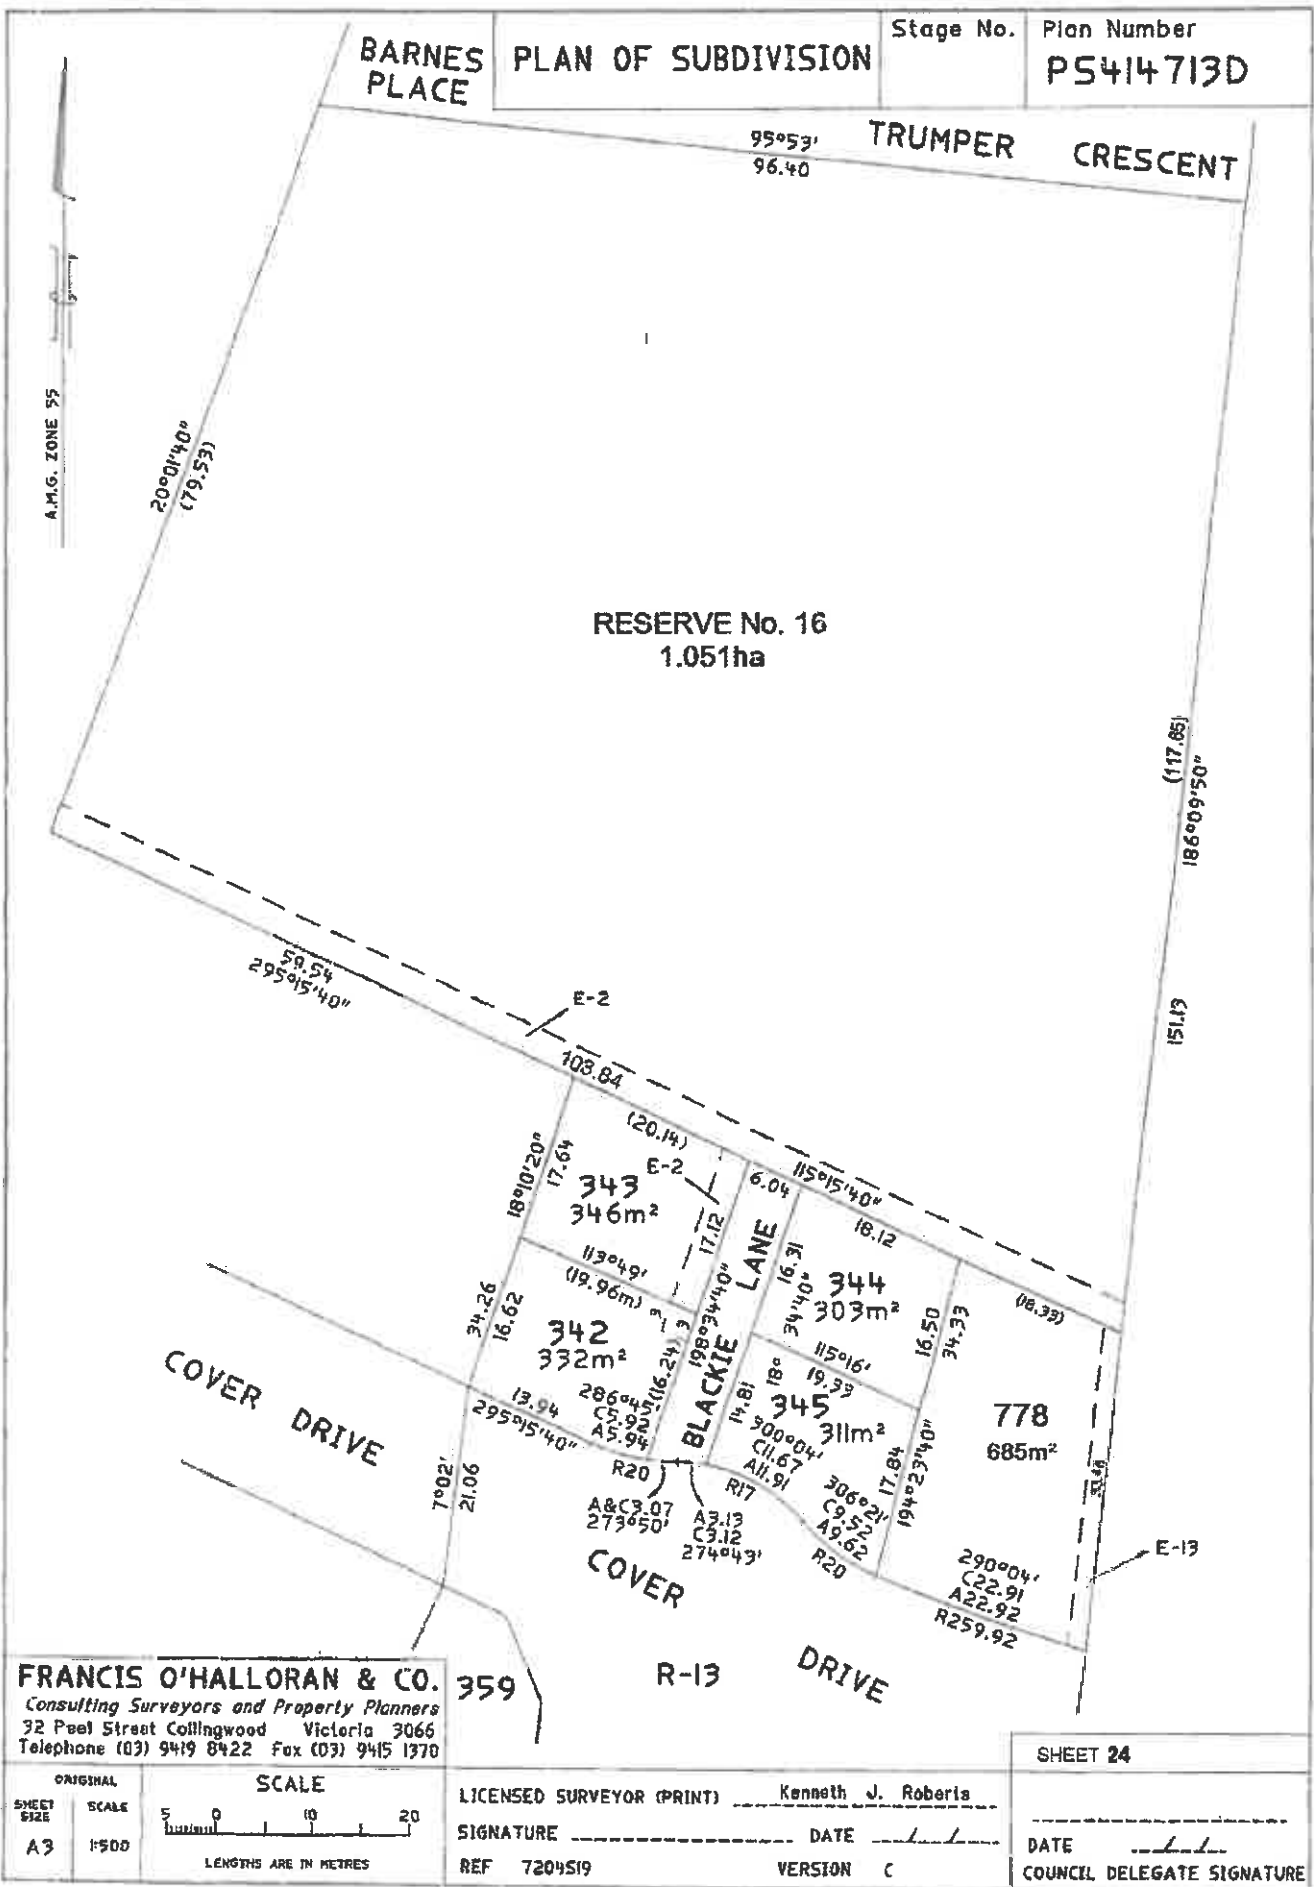 BARNES
PLACE
PLAN OF SUBDIVISION
Stage No.
Plan Number
PS414713D
95°53'
96.40
TRUMPER CRESCENT
A.M.G. ZONE 55
20°01'40"
(79.53)
RESERVE No. 16
1.051ha
(117.85)
186°09'50"
151.13
59.54
295°15'40"
E-2
103.84
(20.14)
E-2
18°10'20"
17.64
343
346m²
17.12
6.04
115°15'40"
18.12
BLACKIE LANE
16.31
34'40"
18°
344
303m²
(18.33)
113°49'
(19.96m)
3
198°34'40"
34.26
16.62
342
332m²
(16.24)
115°16'
19.33
16.50
34.33
COVER DRIVE
13.94
295°15'40"
286°45'
C5.92
A5.94
R20
14.81
345
311m²
300°04'
C11.67
A11.91
R17
306°21'
C9.52
A9.62
R20
17.84
194°23'40"
778
685m²
7°02'
21.06
A&C3.07
273°50'
A3.13
C3.12
274°43'
290°04'
C22.91
A22.92
R259.92
E-13
COVER DRIVE
359
R-13
FRANCIS O'HALLORAN & CO.
Consulting Surveyors and Property Planners
32 Peel Street Collingwood Victoria 3066
Telephone (03) 9419 8422 Fax (03) 9415 1370
ORIGINAL
SHEET SIZE
SCALE
A3
1:500
SCALE
5 0 10 20
LENGTHS ARE IN METRES
LICENSED SURVEYOR (PRINT) Kenneth J. Roberts
SIGNATURE DATE / /
REF 7204S19 VERSION C
SHEET 24
DATE / /
COUNCIL DELEGATE SIGNATURE